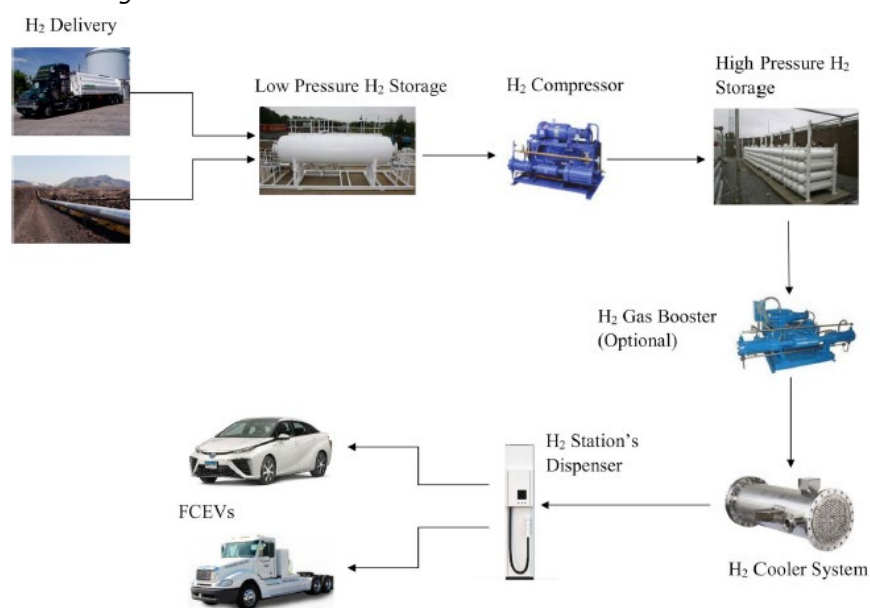 H₂ Delivery
Low Pressure H₂ Storage
H₂ Compressor
High Pressure H₂
Storage
H₂ Gas Booster
(Optional)
H₂ Station's
Dispenser
FCEVs
H₂ Cooler System